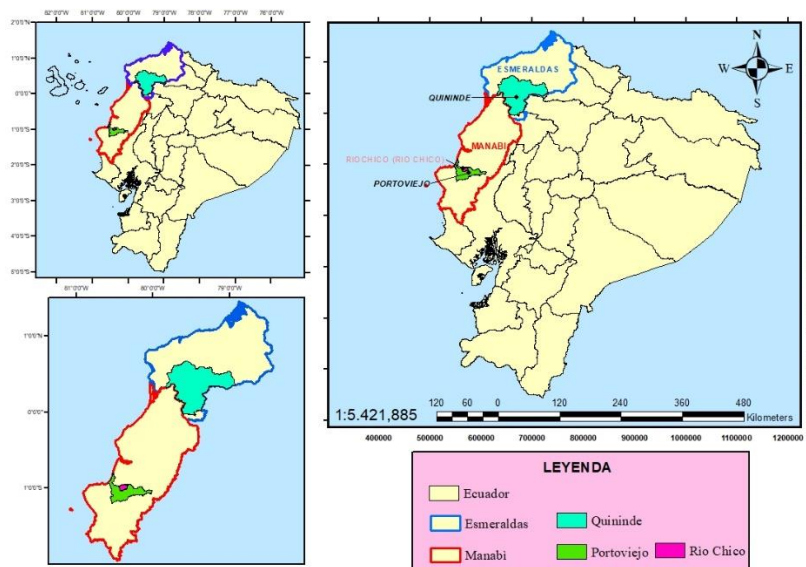 82°0'0"W 81°0'0"W 80°0'0"W 79°0'0"W 77°0'0"W 76°0'0"W
2°0'0"S
1°0'0"N
0°0'0"
1°0'0"S
2°0'0"S
3°0'0"S
4°0'0"S
5°0'0"S
ESMERALDAS
QUININDE
MANABI
RIOCHICO (RIO CHICO)
PORTOVIEJO
N
W E
S
1:5.421,885
120 60 0 120 240 360 480
Kilometers
400000 500000 600000 700000 800000 900000 1000000 1100000 1200000
81°0'0"W 80°0'0"W 79°0'0"W
1°0'0"N
0°0'0"
1°0'0"S
LEYENDA
Ecuador
Esmeraldas Quininde
Manabi Portoviejo Rio Chico